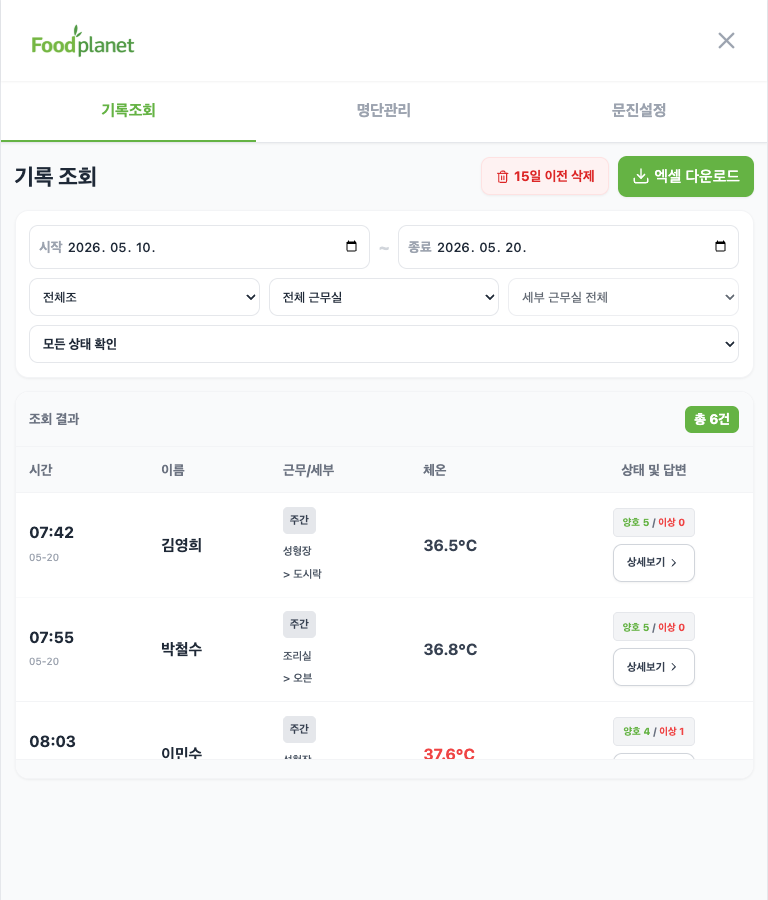 Foodplanet
기록조회 명단관리 문진설정
기록 조회 15일 이전 삭제 엑셀 다운로드
시작 2026. 05. 10. ~ 종료 2026. 05. 20.
전체조 전체 근무실 세부 근무실 전체
모든 상태 확인
조회 결과 총 6건
시간 이름 근무/세부 체온 상태 및 답변
07:42 05-20 김영희 주간 성형장 > 도시락 36.5°C 양호 5 / 이상 0 상세보기 >
07:55 05-20 박철수 주간 조리실 > 오븐 36.8°C 양호 5 / 이상 0 상세보기 >
08:03 이민수 주간 성형장 37.6°C 양호 4 / 이상 1